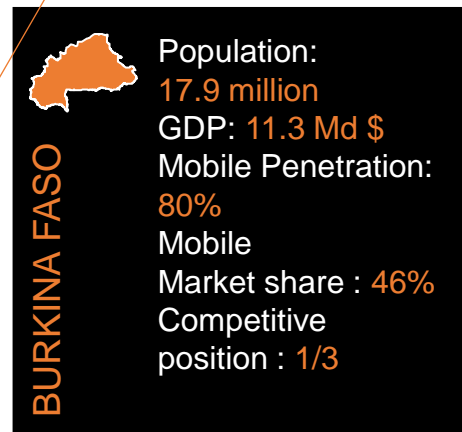 BURKINA FASO
Population:
17.9 million
GDP: 11.3 Md $
Mobile Penetration:
80%
Mobile
Market share : 46%
Competitive
position : 1/3